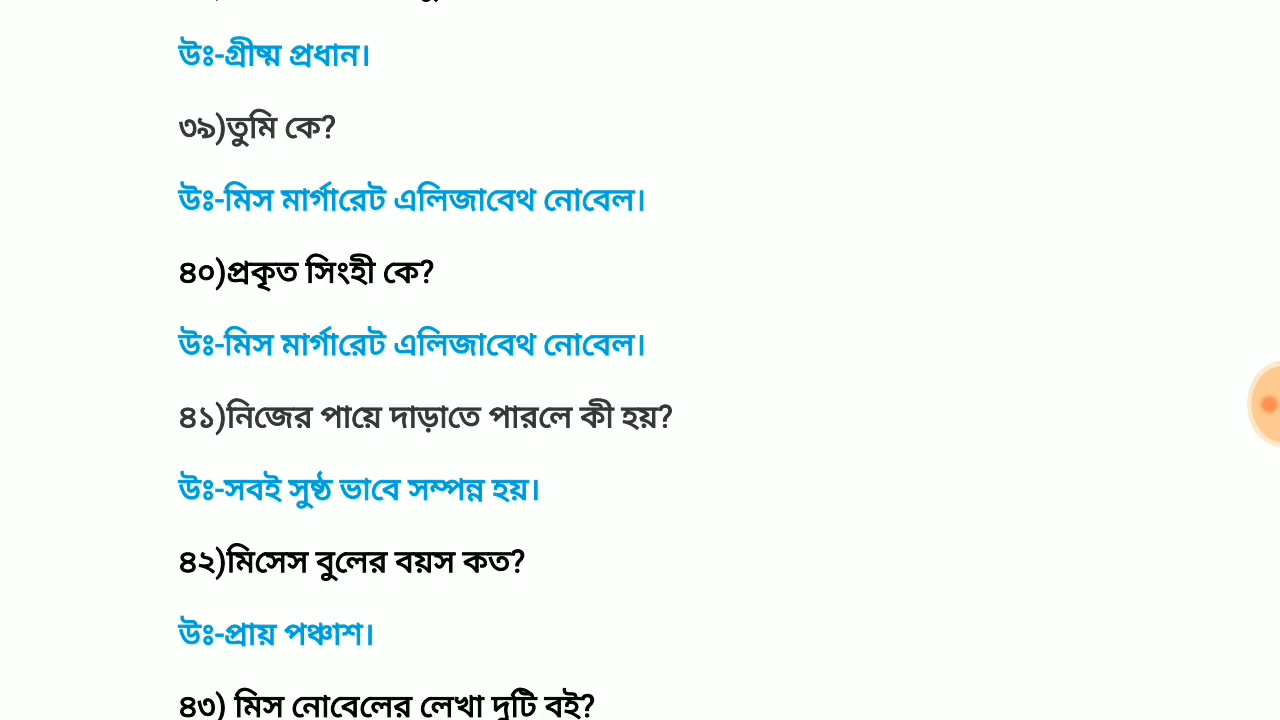 উঃ-গ্রীষ্ম প্রধান।
৩৯)তুমি কে?
উঃ-মিস মার্গারেট এলিজাবেথ নোবেল।
৪০)প্রকৃত সিংহী কে?
উঃ-মিস মার্গারেট এলিজাবেথ নোবেল।
৪১)নিজের পায়ে দাড়াতে পারলে কী হয়?
উঃ-সবই সুষ্ঠ ভাবে সম্পন্ন হয়।
৪২)মিসেস বুলের বয়স কত?
উঃ-প্রায় পঞ্চাশ।
৪৩) মিস নোবেলের লেখা দুটি বই?